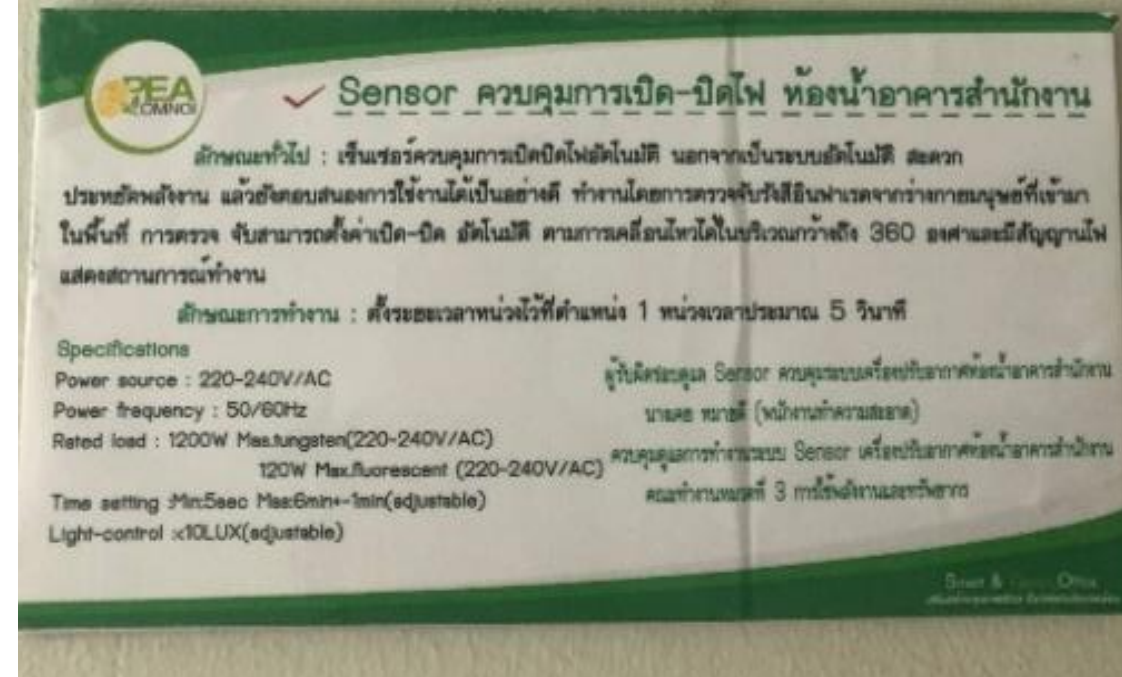 PEA
OMNOI
Sensor ควบคุมการเปิด-ปิดไฟ ห้องน้ำอาคารสำนักงาน
ลักษณะทั่วไป : เซ็นเซอร์ควบคุมการเปิดปิดไฟอัตโนมัติ นอกจากเป็นระบบอัตโนมัติ สะดวก
ประหยัดพลังงาน แล้วยังตอบสนองการใช้งานได้เป็นอย่างดี ทำงานโดยการตรวจจับรังสีอินฟาเรดจากร่างกายมนุษย์ที่เข้ามา
ในพื้นที่ การตรวจ จับสามารถตั้งค่าเปิด-ปิด อัตโนมัติ ตามการเคลื่อนไหวได้ในบริเวณกว้างถึง 360 องศาและมีสัญญานไฟ
แสดงสถานการณ์ทำงาน
ลักษณะการทำงาน : ตั้งระยะเวลาหน่วงไว้ที่ตำแหน่ง 1 หน่วงเวลาประมาณ 5 วินาที
Specifications
Power source : 220-240V/AC
Power frequency : 50/60Hz
Rated load : 1200W Max.tungsten(220-240V/AC)
120W Max.fluorescent (220-240V/AC)
Time setting :Min:5sec Max:6min+-1min(adjustable)
Light-control :<10LUX(adjustable)
ผู้รับผิดชอบดูแล Sensor ควบคุมระบบเครื่องปรับอากาศห้องน้ำอาคารสำนักงาน
(พนักงานทำความสะอาด)
ควบคุมดูแลการทำงานระบบ Sensor เครื่องปรับอากาศห้องน้ำอาคารสำนักงาน
คณะทำงานหมวดที่ 3 การใช้พลังงานและทรัพยากร
Smart & Office